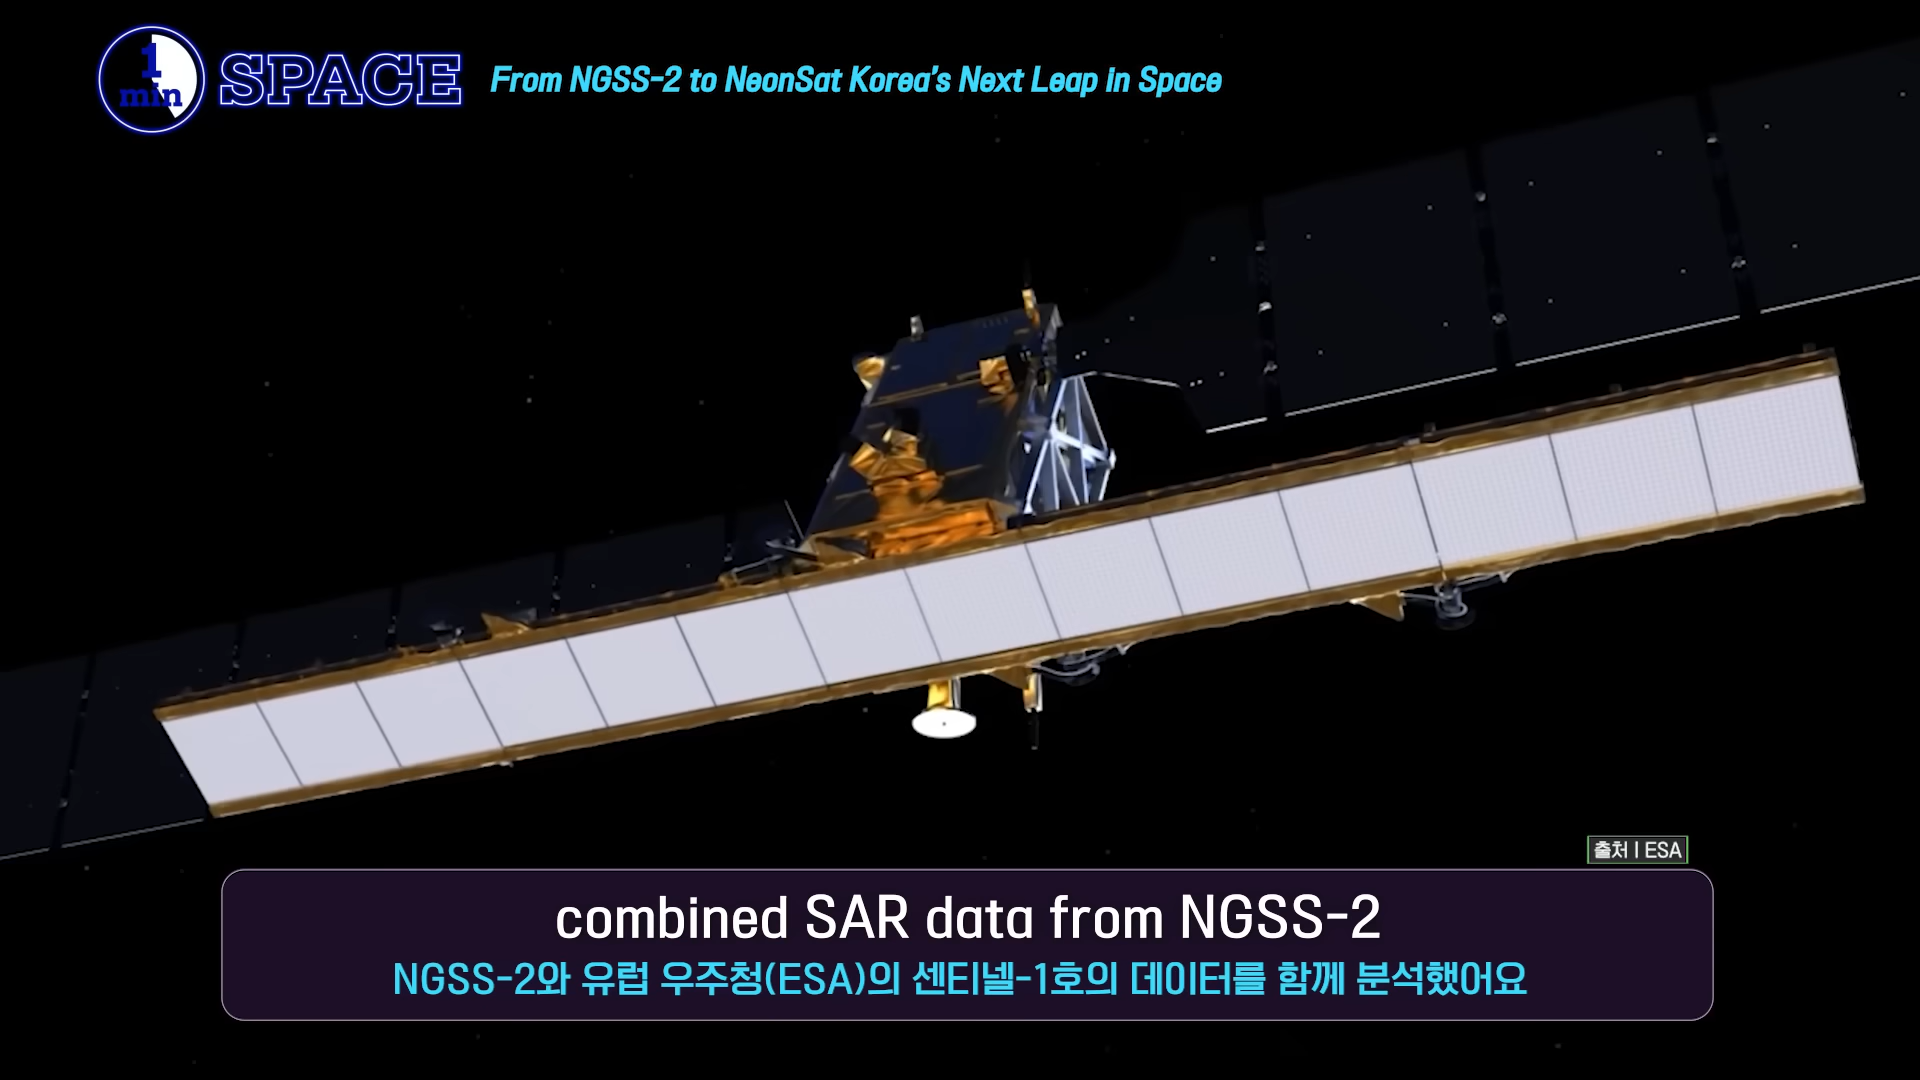 1
min
SPACE
From NGSS-2 to NeonSat Korea's Next Leap in Space
출처 | ESA
combined SAR data from NGSS-2
NGSS-2와 유럽 우주청(ESA)의 센티넬-1호의 데이터를 함께 분석했어요